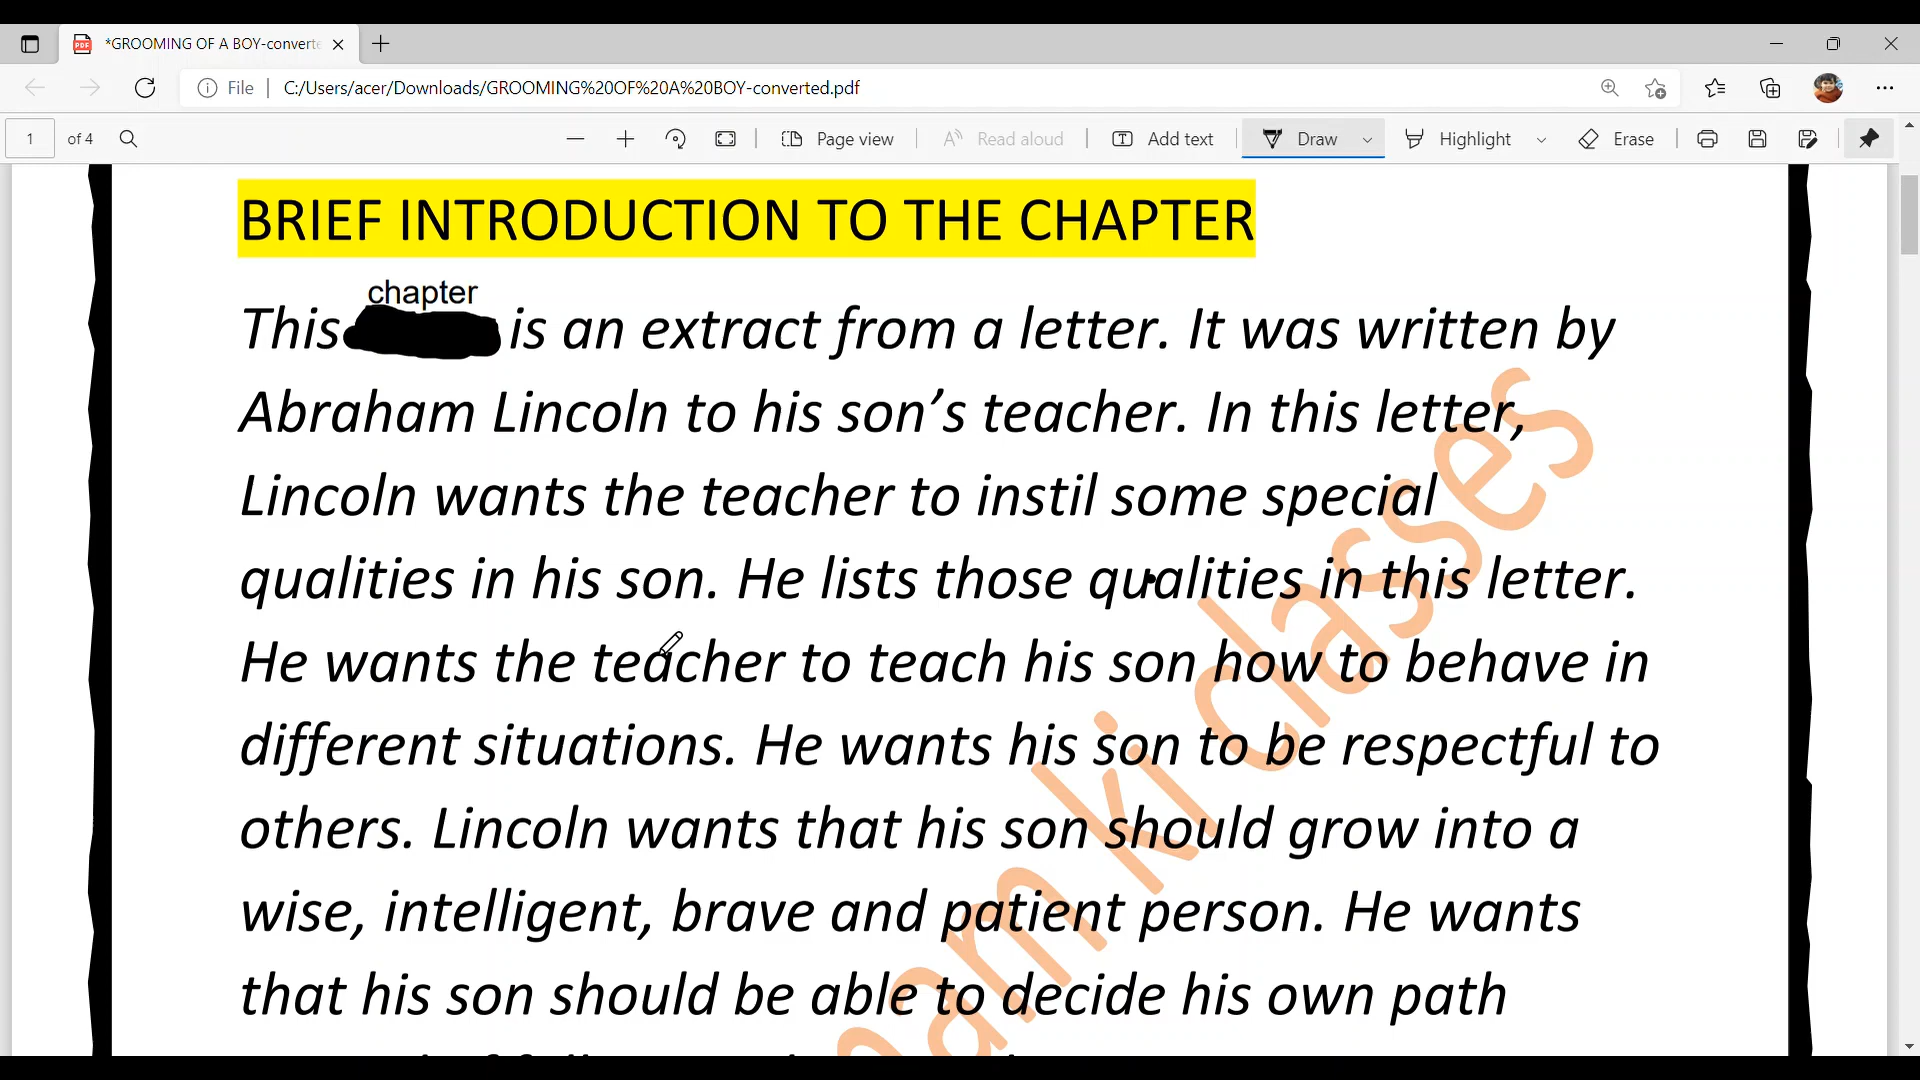 *GROOMING OF A BOY-converte
File
C:/Users/acer/Downloads/GROOMING%20OF%20A%20BOY-converted.pdf
1 of 4
Page view
Read aloud
Add text
Draw
Highlight
Erase
BRIEF INTRODUCTION TO THE CHAPTER
chapter
This is an extract from a letter. It was written by
Abraham Lincoln to his son’s teacher. In this letter,
Lincoln wants the teacher to instil some special
qualities in his son. He lists those qualities in this letter.
He wants the teacher to teach his son how to behave in
different situations. He wants his son to be respectful to
others. Lincoln wants that his son should grow into a
wise, intelligent, brave and patient person. He wants
that his son should be able to decide his own path
mam ki classes